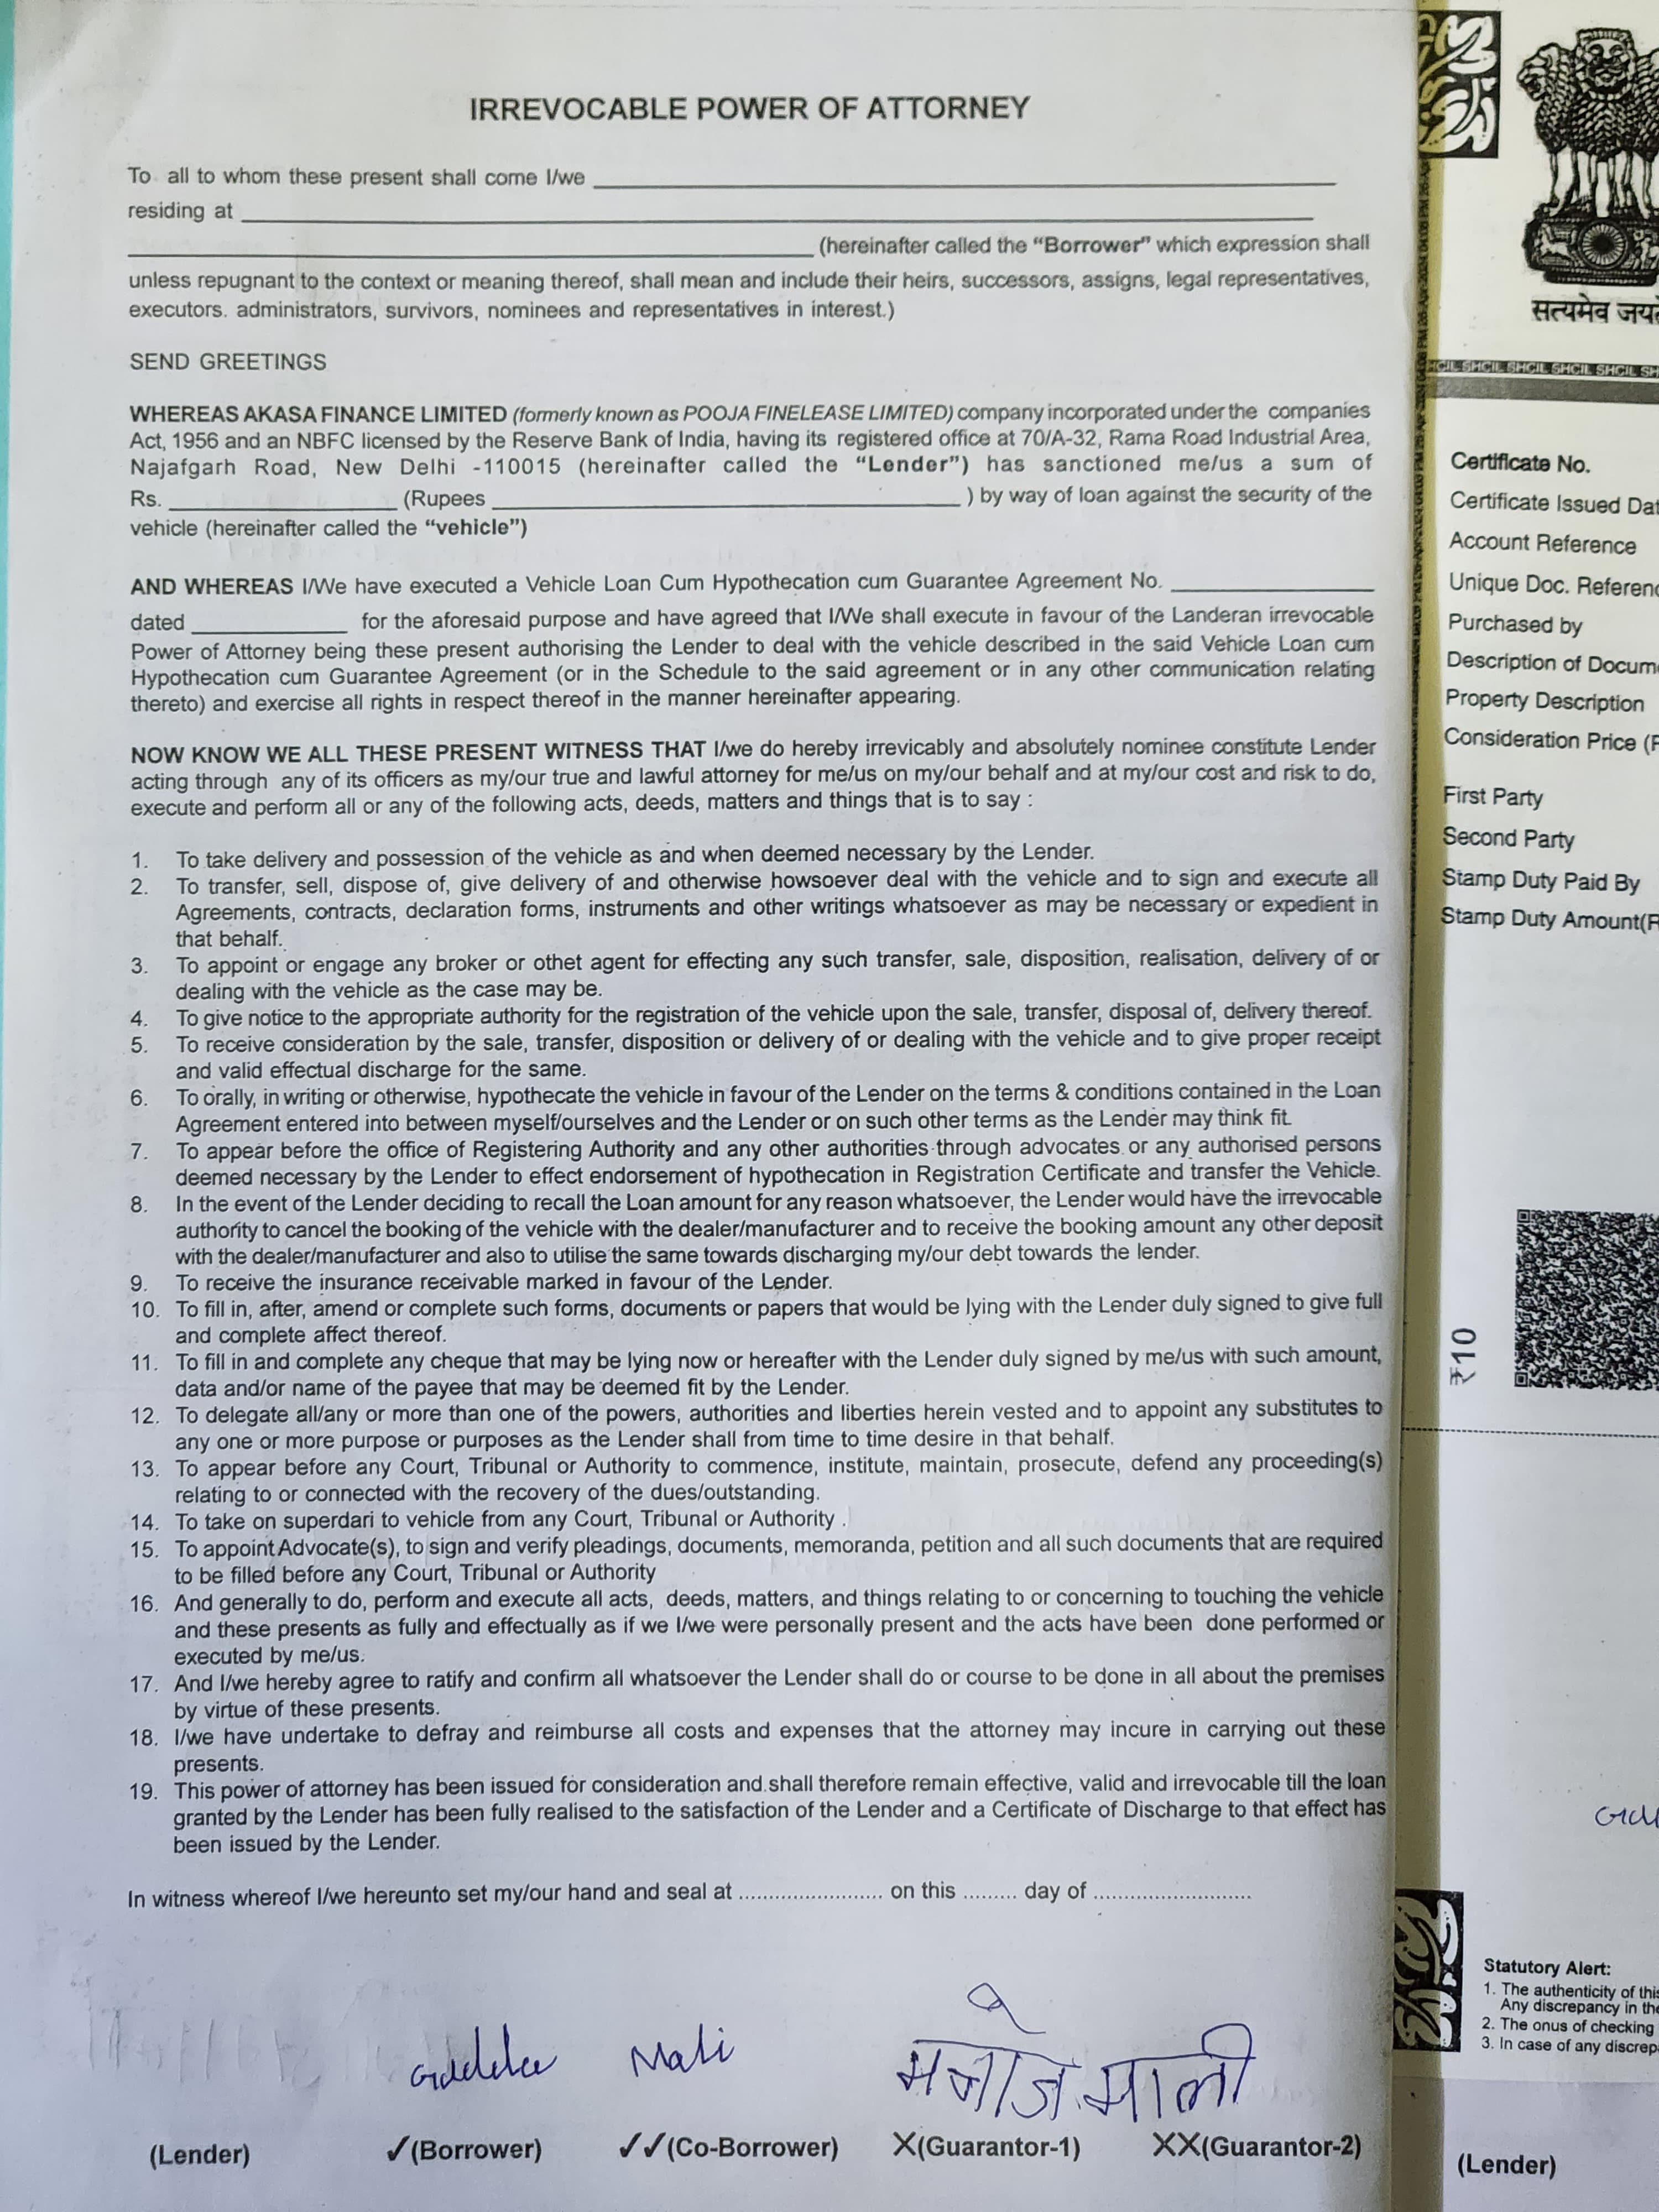 IRREVOCABLE POWER OF ATTORNEY
To all to whom these present shall come I/we
residing at
(hereinafter called the “Borrower” which expression shall
unless repugnant to the context or meaning thereof, shall mean and include their heirs, successors, assigns, legal representatives,
executors. administrators, survivors, nominees and representatives in interest.)
SEND GREETINGS
WHEREAS AKASA FINANCE LIMITED (formerly known as POOJA FINELEASE LIMITED) company incorporated under the companies
Act, 1956 and an NBFC licensed by the Reserve Bank of India, having its registered office at 70/A-32, Rama Road Industrial Area,
Najafgarh Road, New Delhi -110015 (hereinafter called the “Lender”) has sanctioned me/us a sum of
Rs. (Rupees ) by way of loan against the security of the
vehicle (hereinafter called the “vehicle”)
AND WHEREAS I/We have executed a Vehicle Loan Cum Hypothecation cum Guarantee Agreement No.
dated for the aforesaid purpose and have agreed that I/We shall execute in favour of the Landeran irrevocable
Power of Attorney being these present authorising the Lender to deal with the vehicle described in the said Vehicle Loan cum
Hypothecation cum Guarantee Agreement (or in the Schedule to the said agreement or in any other communication relating
thereto) and exercise all rights in respect thereof in the manner hereinafter appearing.
NOW KNOW WE ALL THESE PRESENT WITNESS THAT I/we do hereby irrevicably and absolutely nominee constitute Lender
acting through any of its officers as my/our true and lawful attorney for me/us on my/our behalf and at my/our cost and risk to do,
execute and perform all or any of the following acts, deeds, matters and things that is to say :
1. To take delivery and possession of the vehicle as and when deemed necessary by the Lender.
2. To transfer, sell, dispose of, give delivery of and otherwise howsoever deal with the vehicle and to sign and execute all
Agreements, contracts, declaration forms, instruments and other writings whatsoever as may be necessary or expedient in
that behalf.
3. To appoint or engage any broker or othet agent for effecting any such transfer, sale, disposition, realisation, delivery of or
dealing with the vehicle as the case may be.
4. To give notice to the appropriate authority for the registration of the vehicle upon the sale, transfer, disposal of, delivery thereof.
5. To receive consideration by the sale, transfer, disposition or delivery of or dealing with the vehicle and to give proper receipt
and valid effectual discharge for the same.
6. To orally, in writing or otherwise, hypothecate the vehicle in favour of the Lender on the terms & conditions contained in the Loan
Agreement entered into between myself/ourselves and the Lender or on such other terms as the Lender may think fit.
7. To appear before the office of Registering Authority and any other authorities through advocates or any authorised persons
deemed necessary by the Lender to effect endorsement of hypothecation in Registration Certificate and transfer the Vehicle.
8. In the event of the Lender deciding to recall the Loan amount for any reason whatsoever, the Lender would have the irrevocable
authority to cancel the booking of the vehicle with the dealer/manufacturer and to receive the booking amount any other deposit
with the dealer/manufacturer and also to utilise the same towards discharging my/our debt towards the lender.
9. To receive the insurance receivable marked in favour of the Lender.
10. To fill in, after, amend or complete such forms, documents or papers that would be lying with the Lender duly signed to give full
and complete affect thereof.
11. To fill in and complete any cheque that may be lying now or hereafter with the Lender duly signed by me/us with such amount,
data and/or name of the payee that may be deemed fit by the Lender.
12. To delegate all/any or more than one of the powers, authorities and liberties herein vested and to appoint any substitutes to
any one or more purpose or purposes as the Lender shall from time to time desire in that behalf.
13. To appear before any Court, Tribunal or Authority to commence, institute, maintain, prosecute, defend any proceeding(s)
relating to or connected with the recovery of the dues/outstanding.
14. To take on superdari to vehicle from any Court, Tribunal or Authority .
15. To appoint Advocate(s), to sign and verify pleadings, documents, memoranda, petition and all such documents that are required
to be filled before any Court, Tribunal or Authority
16. And generally to do, perform and execute all acts, deeds, matters, and things relating to or concerning to touching the vehicle
and these presents as fully and effectually as if we I/we were personally present and the acts have been done performed or
executed by me/us.
17. And I/we hereby agree to ratify and confirm all whatsoever the Lender shall do or course to be done in all about the premises
by virtue of these presents.
18. I/we have undertake to defray and reimburse all costs and expenses that the attorney may incure in carrying out these
presents.
19. This power of attorney has been issued for consideration and shall therefore remain effective, valid and irrevocable till the loan
granted by the Lender has been fully realised to the satisfaction of the Lender and a Certificate of Discharge to that effect has
been issued by the Lender.
In witness whereof I/we hereunto set my/our hand and seal at ........................ on this ......... day of ..........................
Mali मनोज माली
(Lender) ✓(Borrower) ✓✓(Co-Borrower) X(Guarantor-1) XX(Guarantor-2)
सत्यमेव
SHCIL SHCIL SHCIL SHCIL
Certificate No.
Certificate Issued
Account Reference
Unique Doc.
Purchased by
Description of
Property Description
Consideration Price
First Party
Second Party
Stamp Duty Paid By
Stamp Duty
₹10
Statutory Alert:
1. The authenticity of
Any discrepancy in
2. The onus of checking
3. In case of any
(Lender)